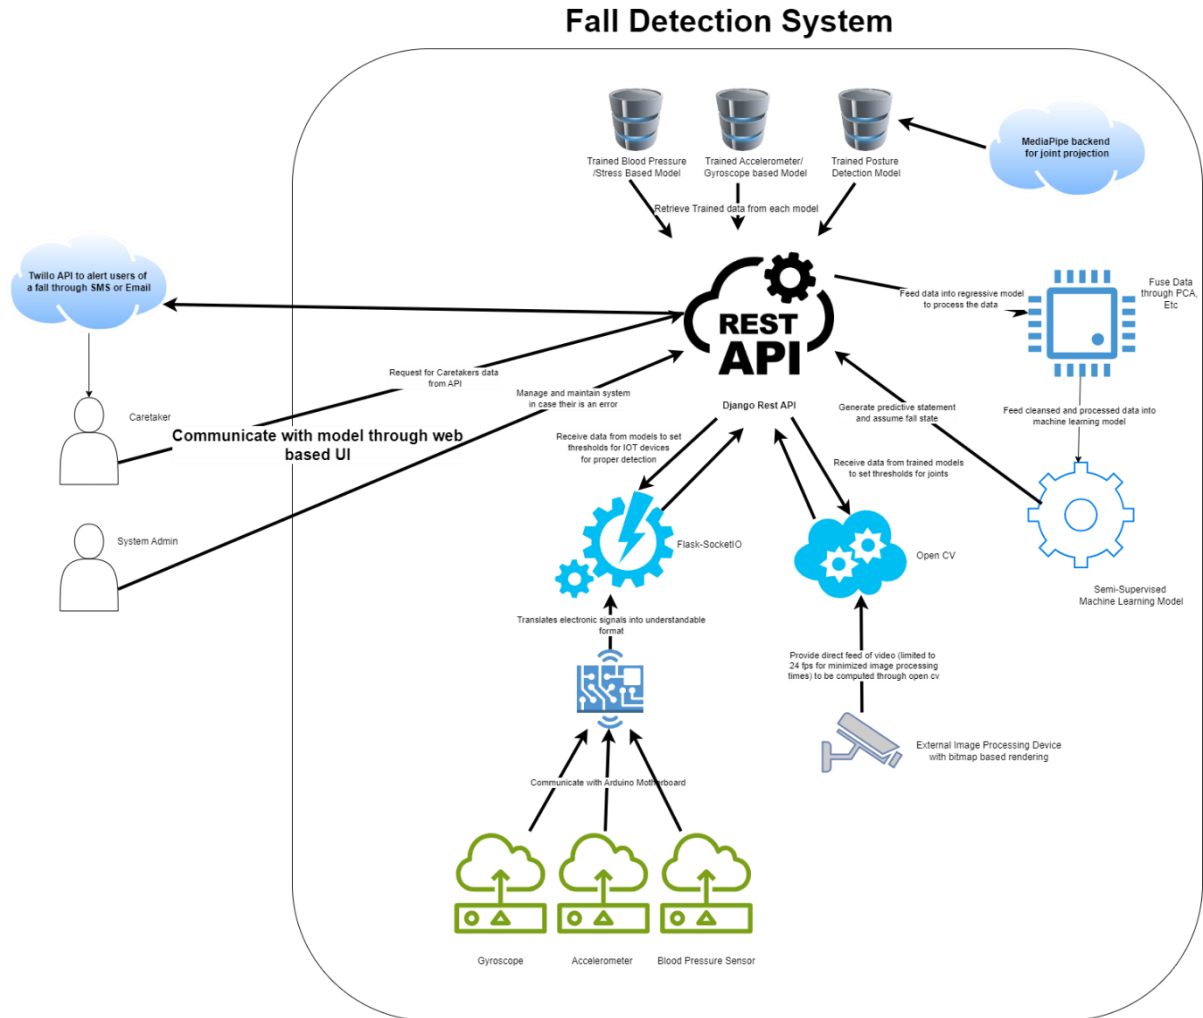 Fall Detection System
Trained Blood Pressure
/Stress Based Model
Trained Accelerometer/
Gyroscope based Model
Trained Posture
Detection Model
MediaPipe backend
for joint projection
Retrieve Trained data from each model
Twillo API to alert users of
a fall through SMS or Email
REST
API
Django Rest API
Feed data into regressive model
to process the data
Fuse Data
through PCA,
Etc
Request for Caretakers data
from API
Manage and maintain system
in case their is an error
Caretaker
Communicate with model through web
based UI
Generate predictive statement
and assume fall state
Feed cleansed and processed data into
machine learning model
Receive data from models to set
thresholds for IOT devices
for proper detection
Receive data from trained models
to set thresholds for joints
System Admin
Flask-SocketIO
Open CV
Semi-Supervised
Machine Learning Model
Translates electronic signals into understandable
format
Provide direct feed of video (limited to
24 fps for minimized image processing
times) to be computed through open cv
External Image Processing Device
with bitmap based rendering
Communicate with Arduino Motherboard
Gyroscope
Accelerometer
Blood Pressure Sensor